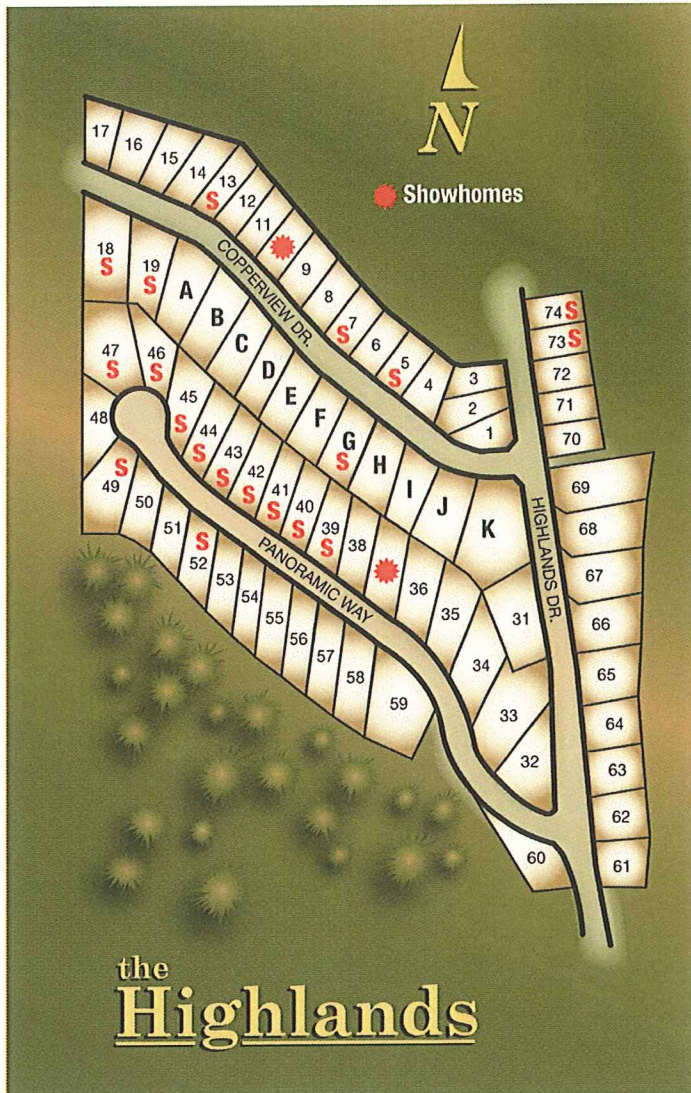 N
Showhomes
17
16
15
14
13
S
12
11
9
8
7
S
6
5
S
4
3
2
1
COPPERVIEW DR.
18
S
19
S
A
B
C
D
E
F
G
S
H
I
J
K
74 S
73 S
72
71
70
69
68
67
66
65
64
63
62
61
HIGHLANDS DR.
47
S
46
S
48
45
S
44
S
43
S
42
S
41
S
40
S
39
S
38
36
35
34
33
32
31
PANORAMIC WAY
49
S
50
51
S
52
53
54
55
56
57
58
59
60
the
Highlands